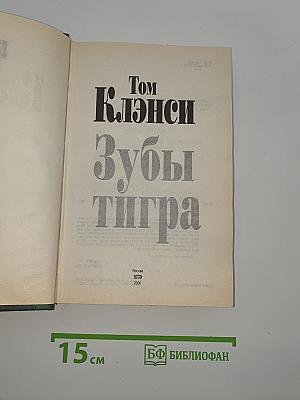 Том
Клэнси
Зубы
тигра
Москва
15 см
БФ БИБЛИОФАН